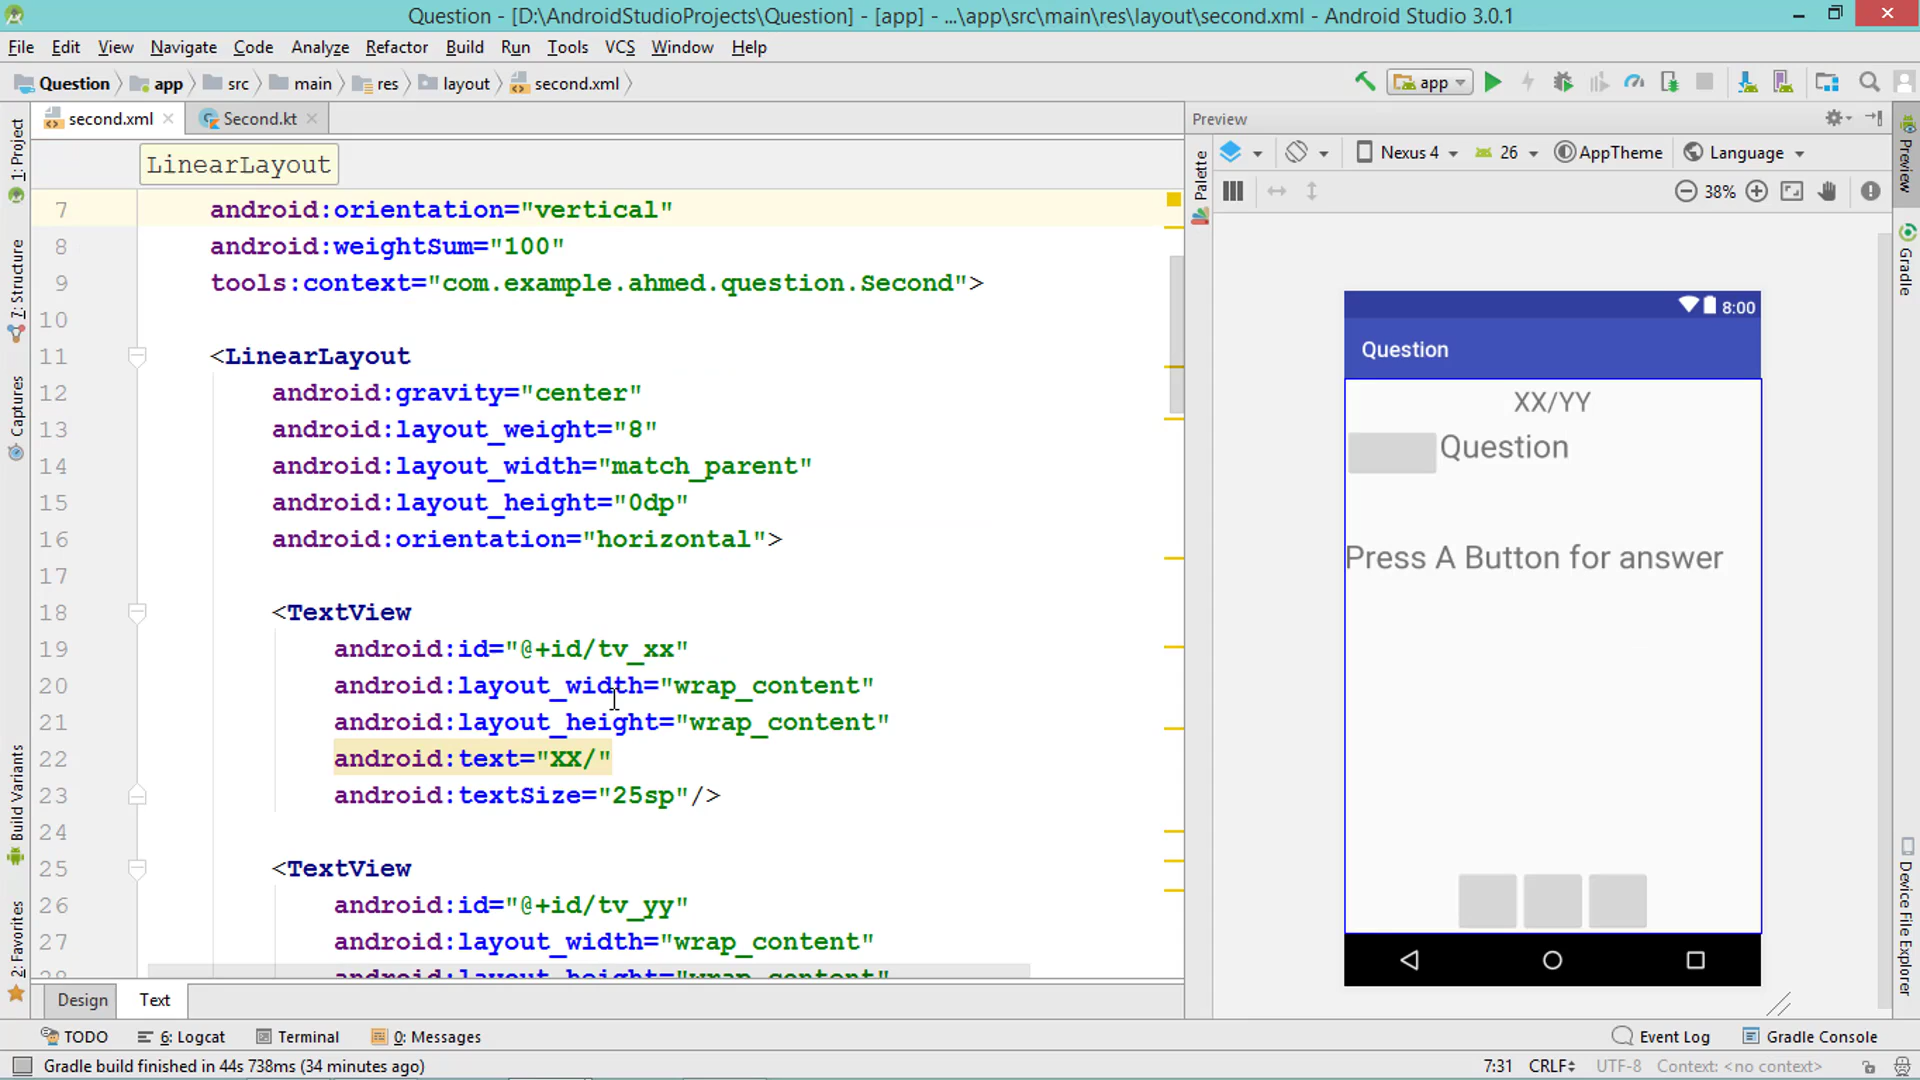 Question - [D:\AndroidStudioProjects\Question] - [app] - ...\app\src\main\res\layout\second.xml - Android Studio 3.0.1
File Edit View Navigate Code Analyze Refactor Build Run Tools VCS Window Help
Question app src main res layout second.xml app
second.xml Second.kt Preview
LinearLayout
Nexus 4 26 AppTheme Language
38%
7 android:orientation="vertical"
8 android:weightSum="100"
9 tools:context="com.example.ahmed.question.Second">
10
11 <LinearLayout
12 android:gravity="center"
13 android:layout_weight="8"
14 android:layout_width="match_parent"
15 android:layout_height="0dp"
16 android:orientation="horizontal">
17
18 <TextView
19 android:id="@+id/tv_xx"
20 android:layout_width="wrap_content"
21 android:layout_height="wrap_content"
22 android:text="XX/"
23 android:textSize="25sp"/>
24
25 <TextView
26 android:id="@+id/tv_yy"
27 android:layout_width="wrap_content"
28 android:layout_height="wrap_content"
8:00
Question
XX/YY
Question
Press A Button for answer
1: Project
7: Structure
Captures
Build Variants
2: Favorites
Palette
Preview
Gradle
Device File Explorer
Design Text
TODO 6: Logcat Terminal 0: Messages Event Log Gradle Console
Gradle build finished in 44s 738ms (34 minutes ago) 7:31 CRLF UTF-8 Context: <no context>